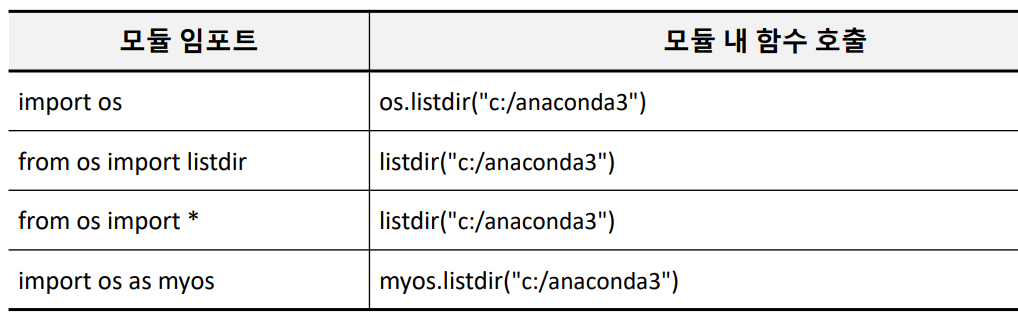 모듈 임포트 모듈 내 함수 호출
import os os.listdir("c:/anaconda3")
from os import listdir listdir("c:/anaconda3")
from os import * listdir("c:/anaconda3")
import os as myos myos.listdir("c:/anaconda3")